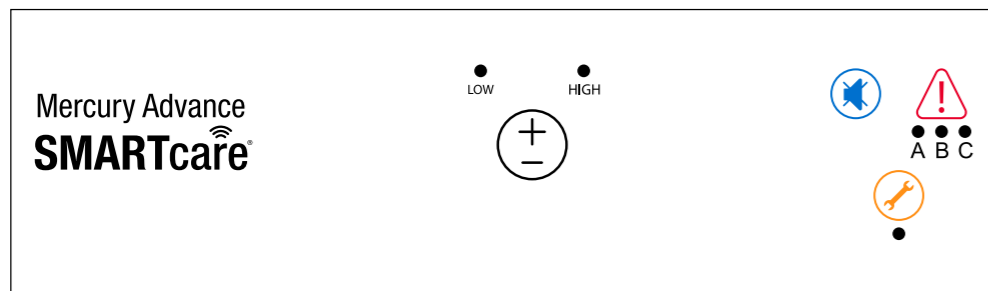 LOW HIGH
Mercury Advance
SMARTcare®
+
−
!
A B C